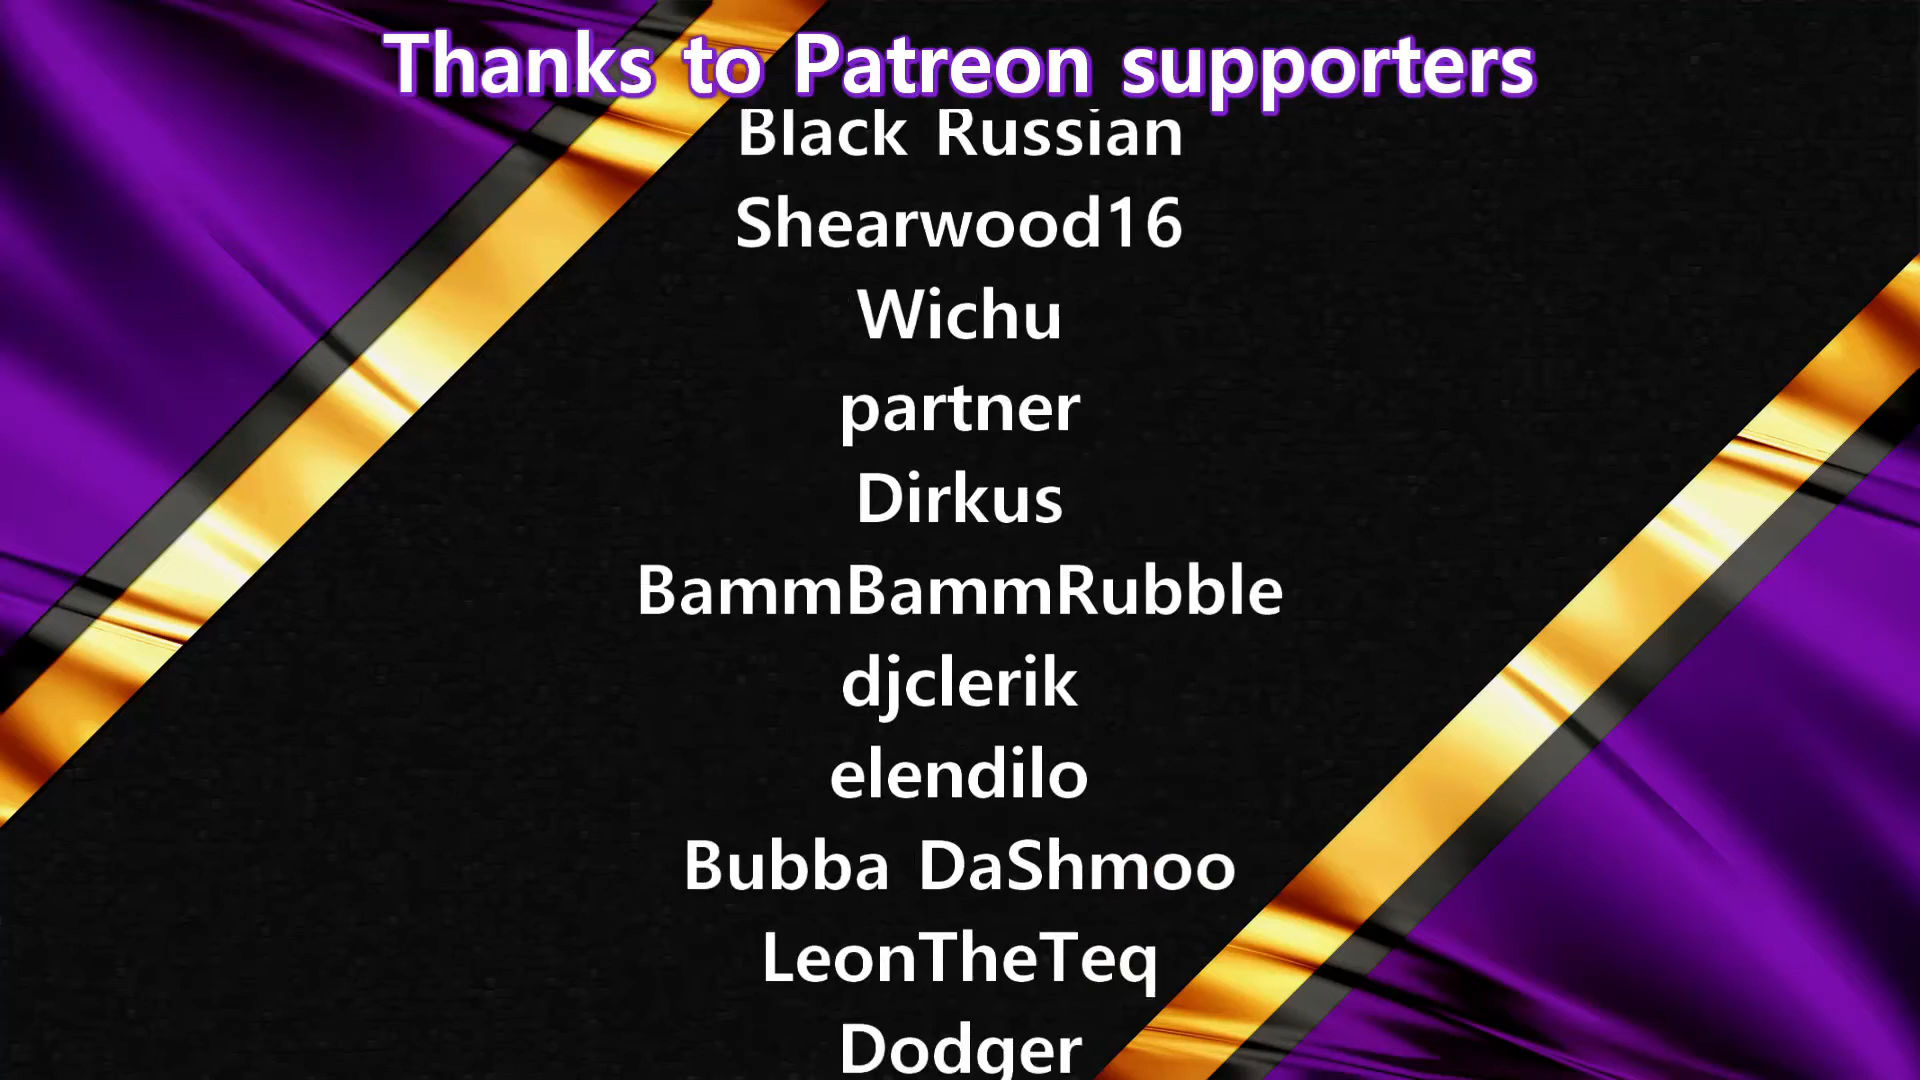 Thanks to Patreon supporters
Black Russian
Shearwood16
Wichu
partner
Dirkus
BammBammRubble
djclerik
elendilo
Bubba DaShmoo
LeonTheTeq
Dodger